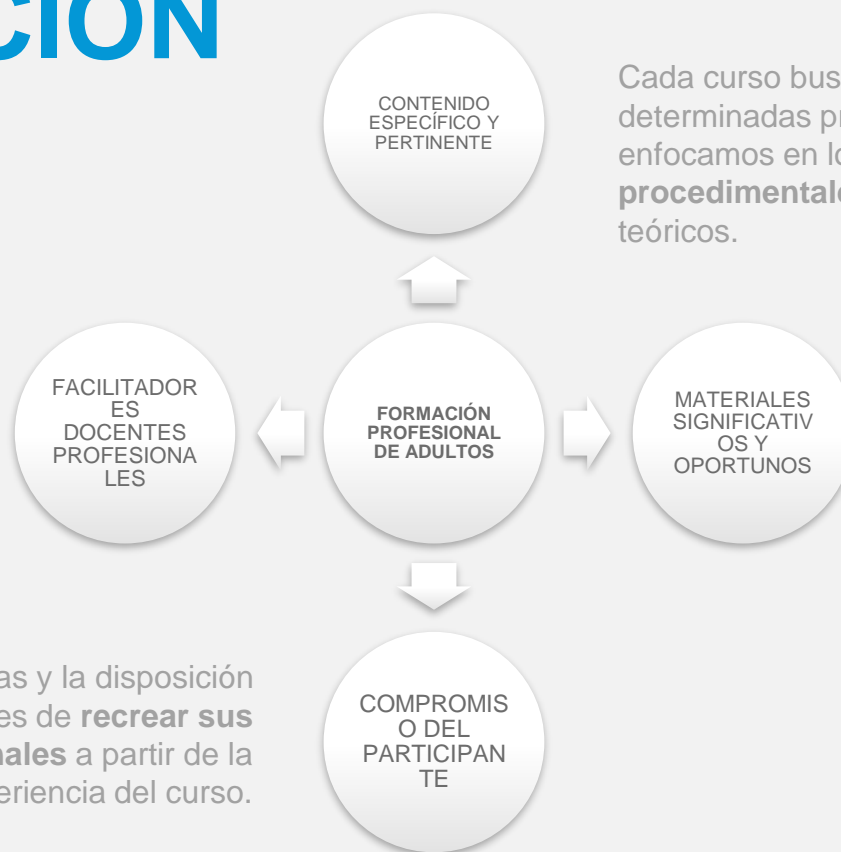 CIÓN
CONTENIDO
ESPECÍFICO Y
PERTINENTE
Cada curso bus
determinadas pr
enfocamos en lo
procedimentale
teóricos.
FACILITADOR
ES
DOCENTES
PROFESIONA
LES
FORMACIÓN
PROFESIONAL
DE ADULTOS
MATERIALES
SIGNIFICATIV
OS Y
OPORTUNOS
as y la disposición
es de recrear sus
nales a partir de la
eriencia del curso.
COMPROMIS
O DEL
PARTICIPAN
TE